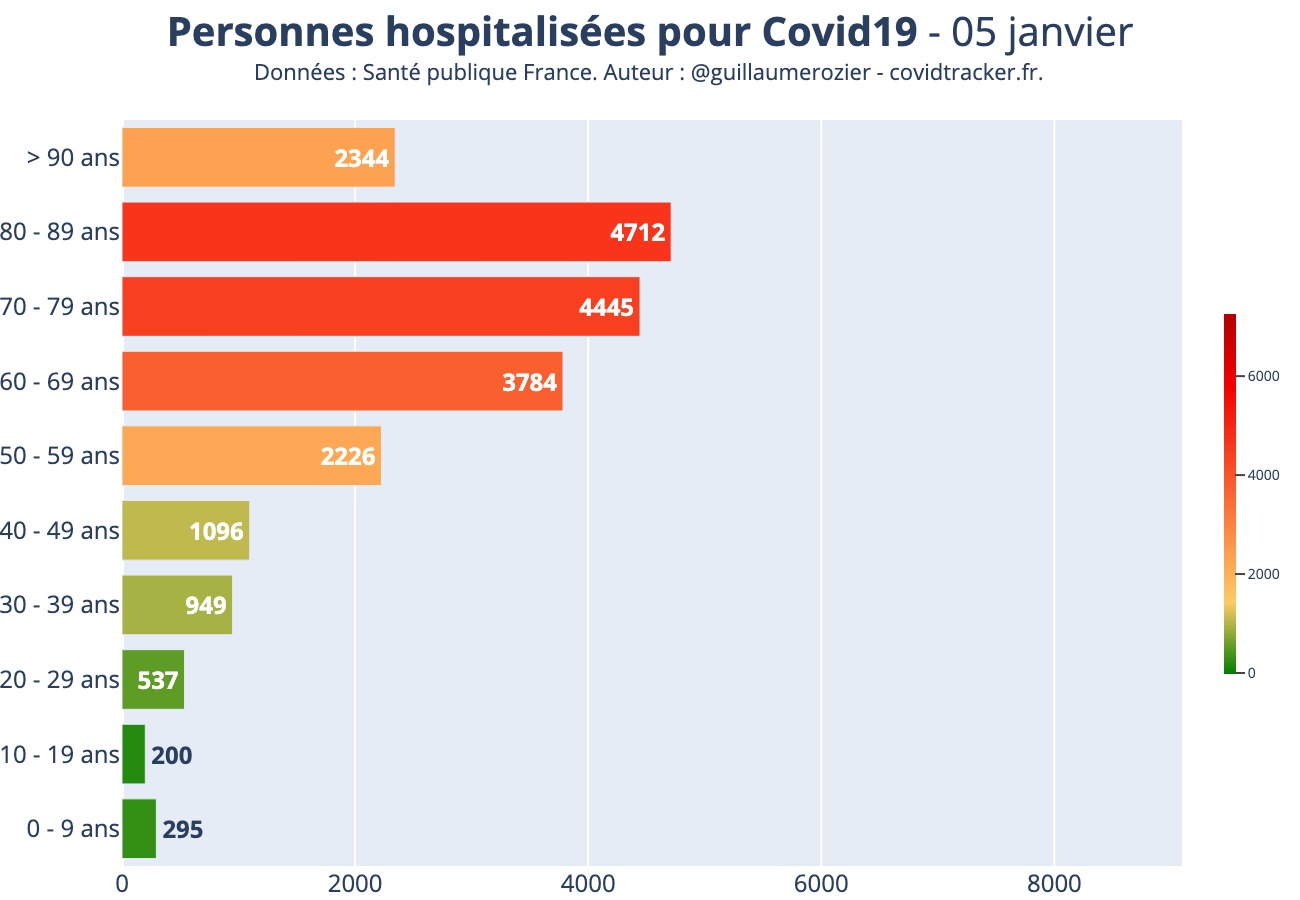 Personnes hospitalisées pour Covid19 - 05 janvier
Données : Santé publique France. Auteur : @guillaumerozier - covidtracker.fr.
> 90 ans 2344
80 - 89 ans 4712
70 - 79 ans 4445
60 - 69 ans 3784
50 - 59 ans 2226
40 - 49 ans 1096
30 - 39 ans 949
20 - 29 ans 537
10 - 19 ans 200
0 - 9 ans 295
0 2000 4000 6000 8000
6000
4000
2000
0